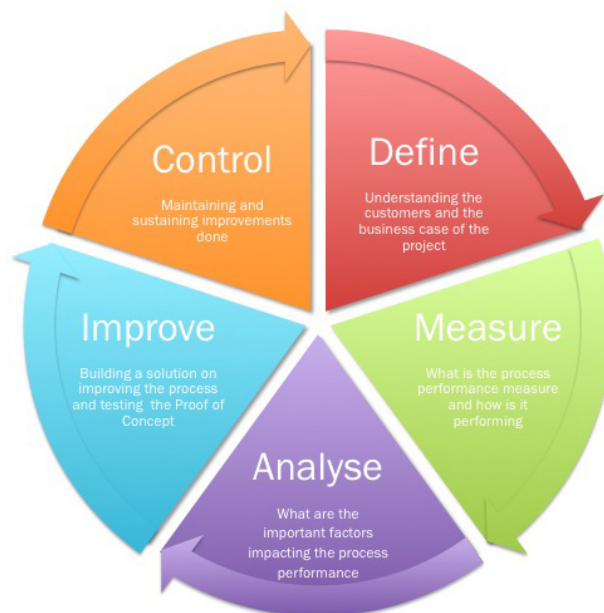 Define
Understanding the
customers and the
business case of the
project
Measure
What is the process
performance measure
and how is it
performing
Analyse
What are the
important factors
impacting the process
performance
Improve
Building a solution on
improving the process
and testing the Proof of
Concept
Control
Maintaining and
sustaining improvements
done